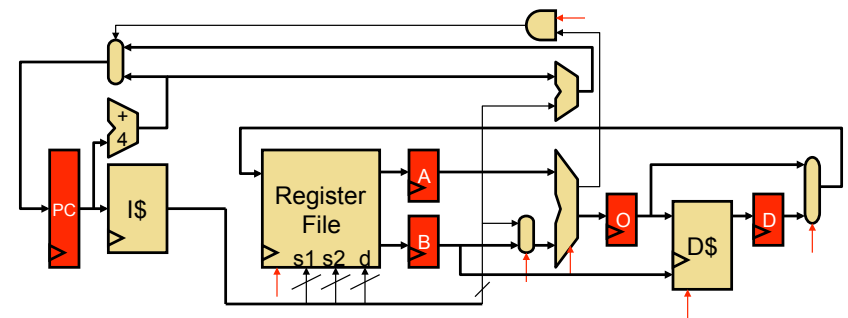 +
4
PC
I$
Register
File
s1 s2 d
A
B
O
D$
D